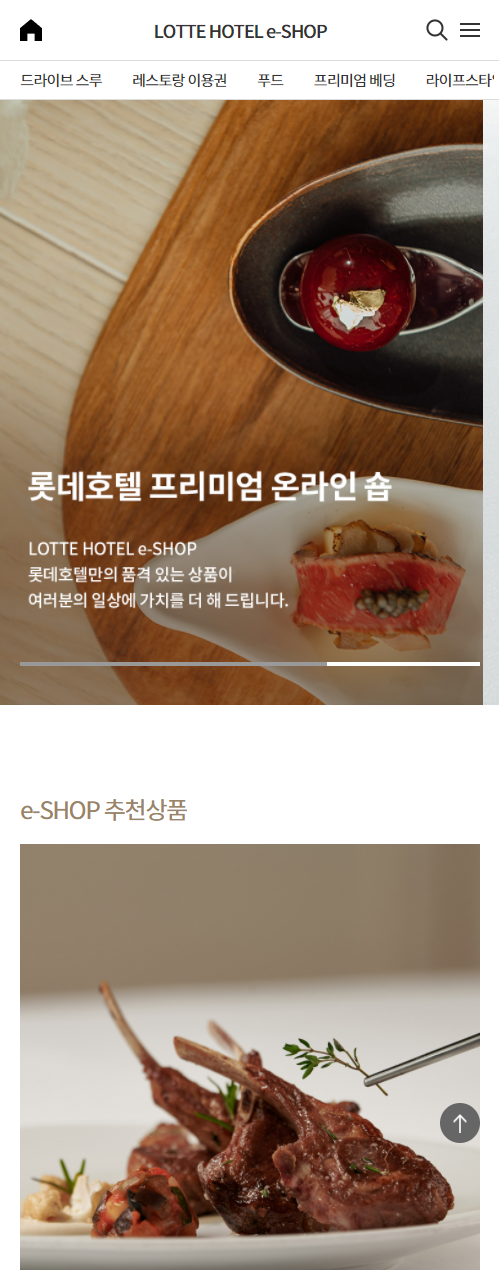 LOTTE HOTEL e-SHOP
드라이브 스루 레스토랑 이용권 푸드 프리미엄 베딩 라이프스타
롯데호텔 프리미엄 온라인 숍
LOTTE HOTEL e-SHOP
롯데호텔만의 품격 있는 상품이
여러분의 일상에 가치를 더 해 드립니다.
e-SHOP 추천상품